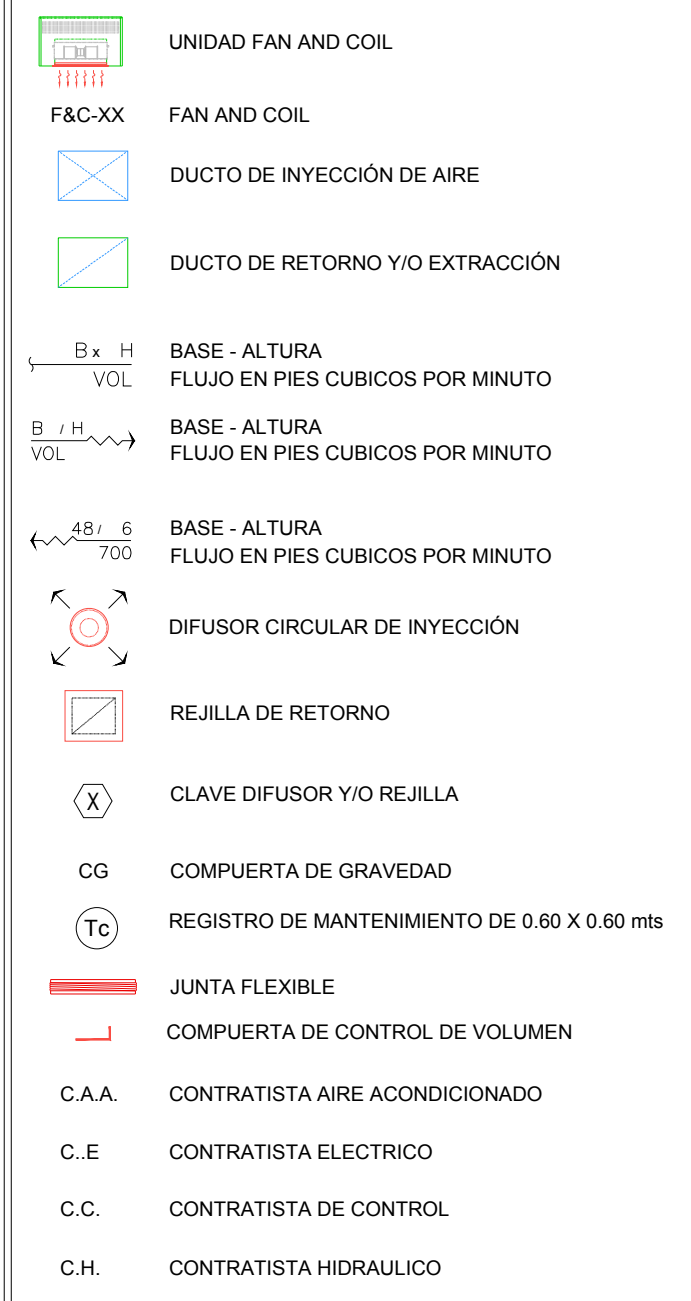 UNIDAD FAN AND COIL
F&C-XX FAN AND COIL
DUCTO DE INYECCIÓN DE AIRE
DUCTO DE RETORNO Y/O EXTRACCIÓN
B x H BASE - ALTURA
VOL FLUJO EN PIES CUBICOS POR MINUTO
B / H BASE - ALTURA
VOL FLUJO EN PIES CUBICOS POR MINUTO
48/ 6 BASE - ALTURA
700 FLUJO EN PIES CUBICOS POR MINUTO
DIFUSOR CIRCULAR DE INYECCIÓN
REJILLA DE RETORNO
X CLAVE DIFUSOR Y/O REJILLA
CG COMPUERTA DE GRAVEDAD
Tc REGISTRO DE MANTENIMIENTO DE 0.60 X 0.60 mts
JUNTA FLEXIBLE
COMPUERTA DE CONTROL DE VOLUMEN
C.A.A. CONTRATISTA AIRE ACONDICIONADO
C..E CONTRATISTA ELECTRICO
C.C. CONTRATISTA DE CONTROL
C.H. CONTRATISTA HIDRAULICO